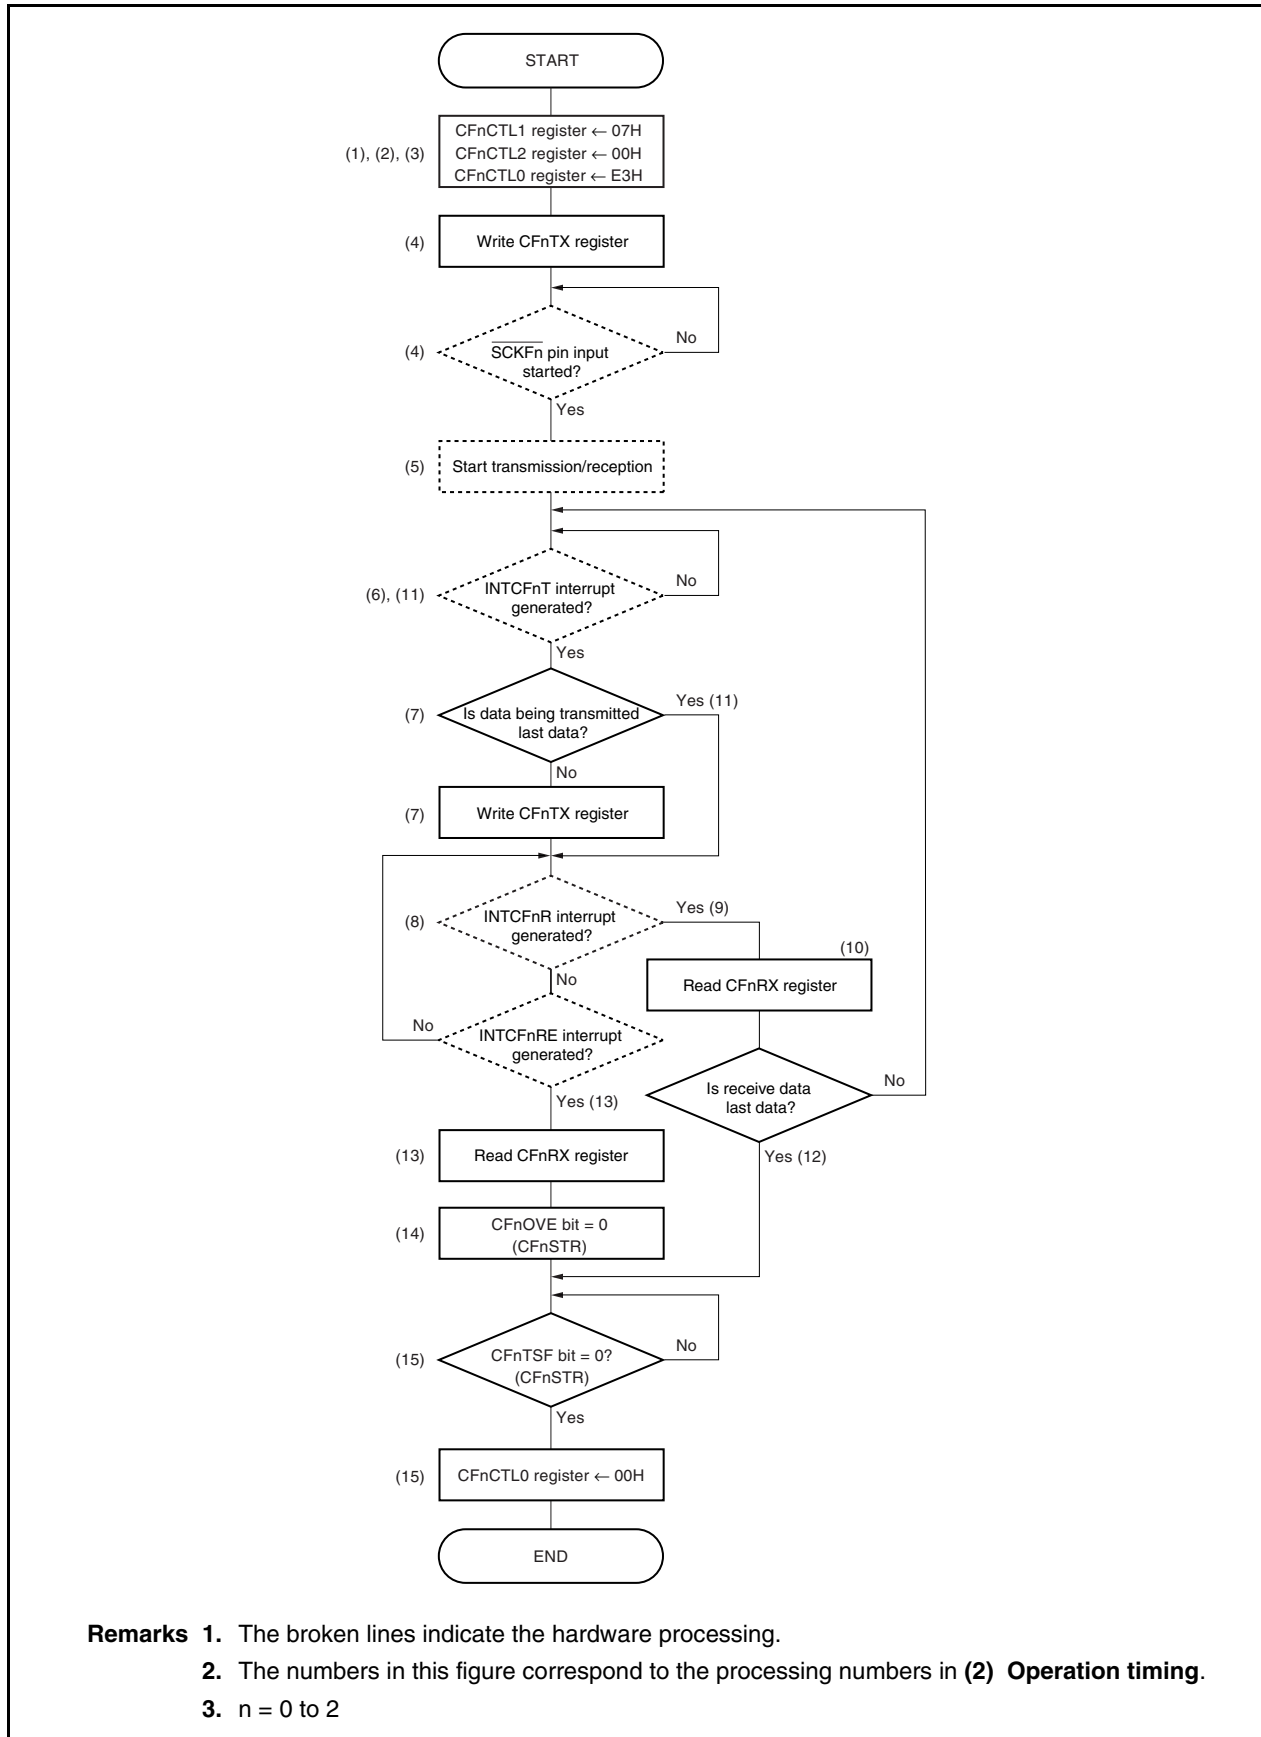 START
CFnCTL1 register ← 07H
(1), (2), (3)
CFnCTL2 register ← 00H
CFnCTL0 register ← E3H
(4)
Write CFnTX register
(4)
SCKFn pin input
started?
No
Yes
(5)
Start transmission/reception
(6), (11)
INTCFnT interrupt
generated?
No
Yes
(7)
Is data being transmitted
last data?
Yes (11)
No
(7)
Write CFnTX register
(8)
INTCFnR interrupt
generated?
Yes (9)
No
(10)
Read CFnRX register
No
INTCFnRE interrupt
generated?
Is receive data
last data?
No
Yes (13)
Yes (12)
(13)
Read CFnRX register
(14)
CFnOVE bit = 0
(CFnSTR)
(15)
CFnTSF bit = 0?
(CFnSTR)
No
Yes
(15)
CFnCTL0 register ← 00H
END
Remarks 1. The broken lines indicate the hardware processing.
2. The numbers in this figure correspond to the processing numbers in (2) Operation timing.
3. n = 0 to 2